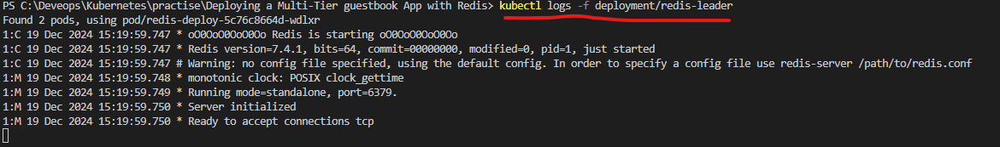 PS C:\Deveops\Kubernetes\practise\Deploying a Multi-Tier guestbook App with Redis> kubectl logs -f deployment/redis-leader
Found 2 pods, using pod/redis-deploy-5c76c8664d-wdlxr
1:C 19 Dec 2024 15:19:59.747 * oO0OoO0OoO0Oo Redis is starting oO0OoO0OoO0Oo
1:C 19 Dec 2024 15:19:59.747 * Redis version=7.4.1, bits=64, commit=00000000, modified=0, pid=1, just started
1:C 19 Dec 2024 15:19:59.747 # Warning: no config file specified, using the default config. In order to specify a config file use redis-server /path/to/redis.conf
1:M 19 Dec 2024 15:19:59.748 * monotonic clock: POSIX clock_gettime
1:M 19 Dec 2024 15:19:59.749 * Running mode=standalone, port=6379.
1:M 19 Dec 2024 15:19:59.750 * Server initialized
1:M 19 Dec 2024 15:19:59.750 * Ready to accept connections tcp